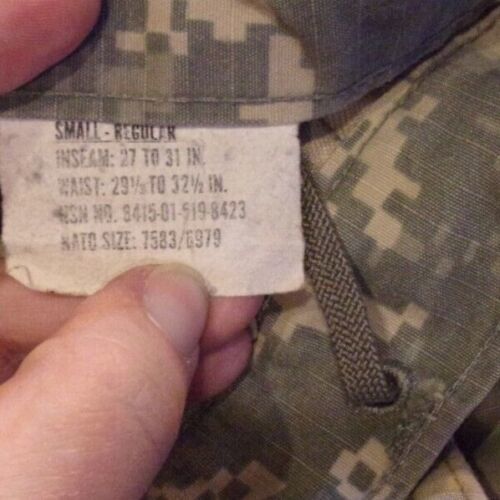 SMALL - REGULAR
INSEAM: 27 TO 31 IN.
WAIST: 29½ TO 32½ IN.
NSN NO. 8415-01-519-8423
NATO SIZE: 7583/6979